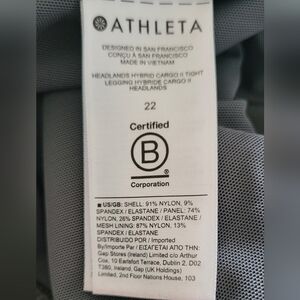 ATHLETA
DESIGNED IN SAN FRANCISCO
CONÇU À SAN FRANCISCO
MADE IN VIETNAM
HEADLANDS HYBRID CARGO II TIGHT
LEGGING HYBRIDE CARGO II
HEADLANDS
22
Certified
B
Corporation
■ US/GB: SHELL: 91% NYLON, 9%
SPANDEX / ELASTANE / PANEL: 74%
NYLON, 26% SPANDEX / ELASTANE /
MESH LINING: 87% NYLON, 13%
SPANDEX / ELASTANE
DISTRIBUIDO POR / Imported
By/Importe Par / ΕΙΣΑΓΕΤΑΙ ΑΠΟ ΤΗΝ:
Gap Stores (Ireland) Limited c/o Arthur
Cox, 10 Earlsfort Terrace, Dublin 2, D02
T380, Ireland, Gap (UK Holdings)
Limited, 2nd Floor Nations House, 103